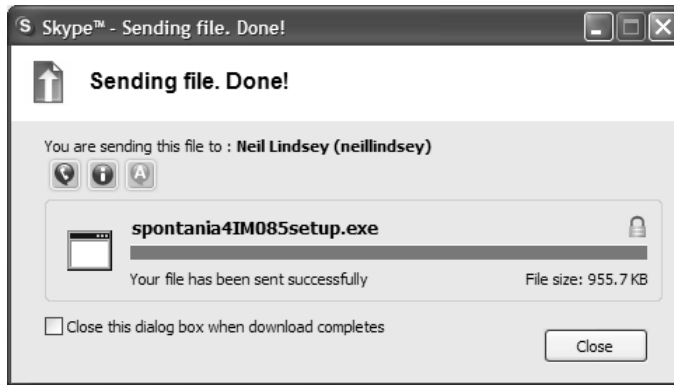 S Skype™ - Sending file. Done!
Sending file. Done!
You are sending this file to : Neil Lindsey (neillindsey)
spontania4IM085setup.exe
Your file has been sent successfully File size: 955.7 KB
Close this dialog box when download completes
Close